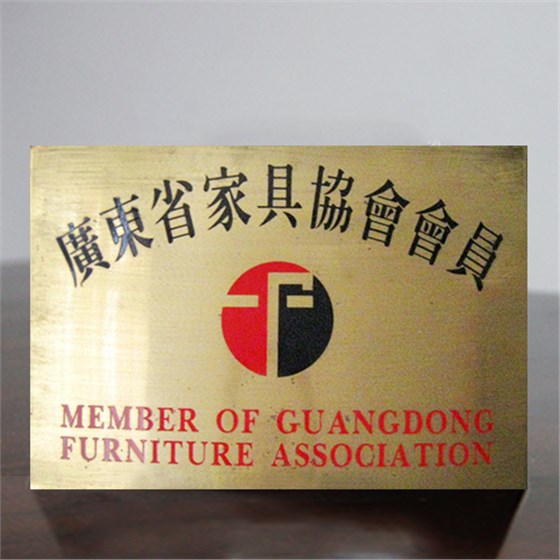 廣東省家具協會會員
MEMBER OF GUANGDONG
FURNITURE ASSOCIATION